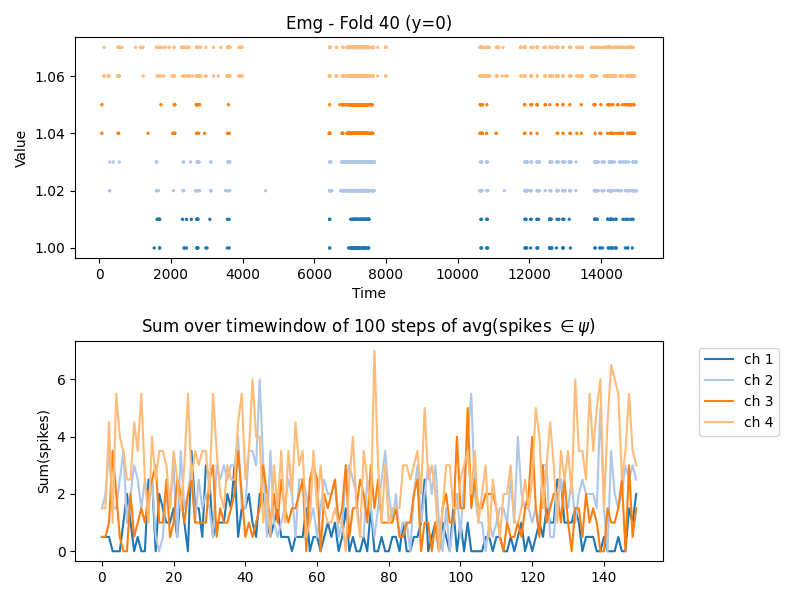 Emg - Fold 40 (y=0)
Value
1.06
1.04
1.02
1.00
0 2000 4000 6000 8000 10000 12000 14000
Time
Sum over timewindow of 100 steps of avg(spikes ∈ ψ)
Sum(spikes)
6
4
2
0
0 20 40 60 80 100 120 140
ch 1
ch 2
ch 3
ch 4